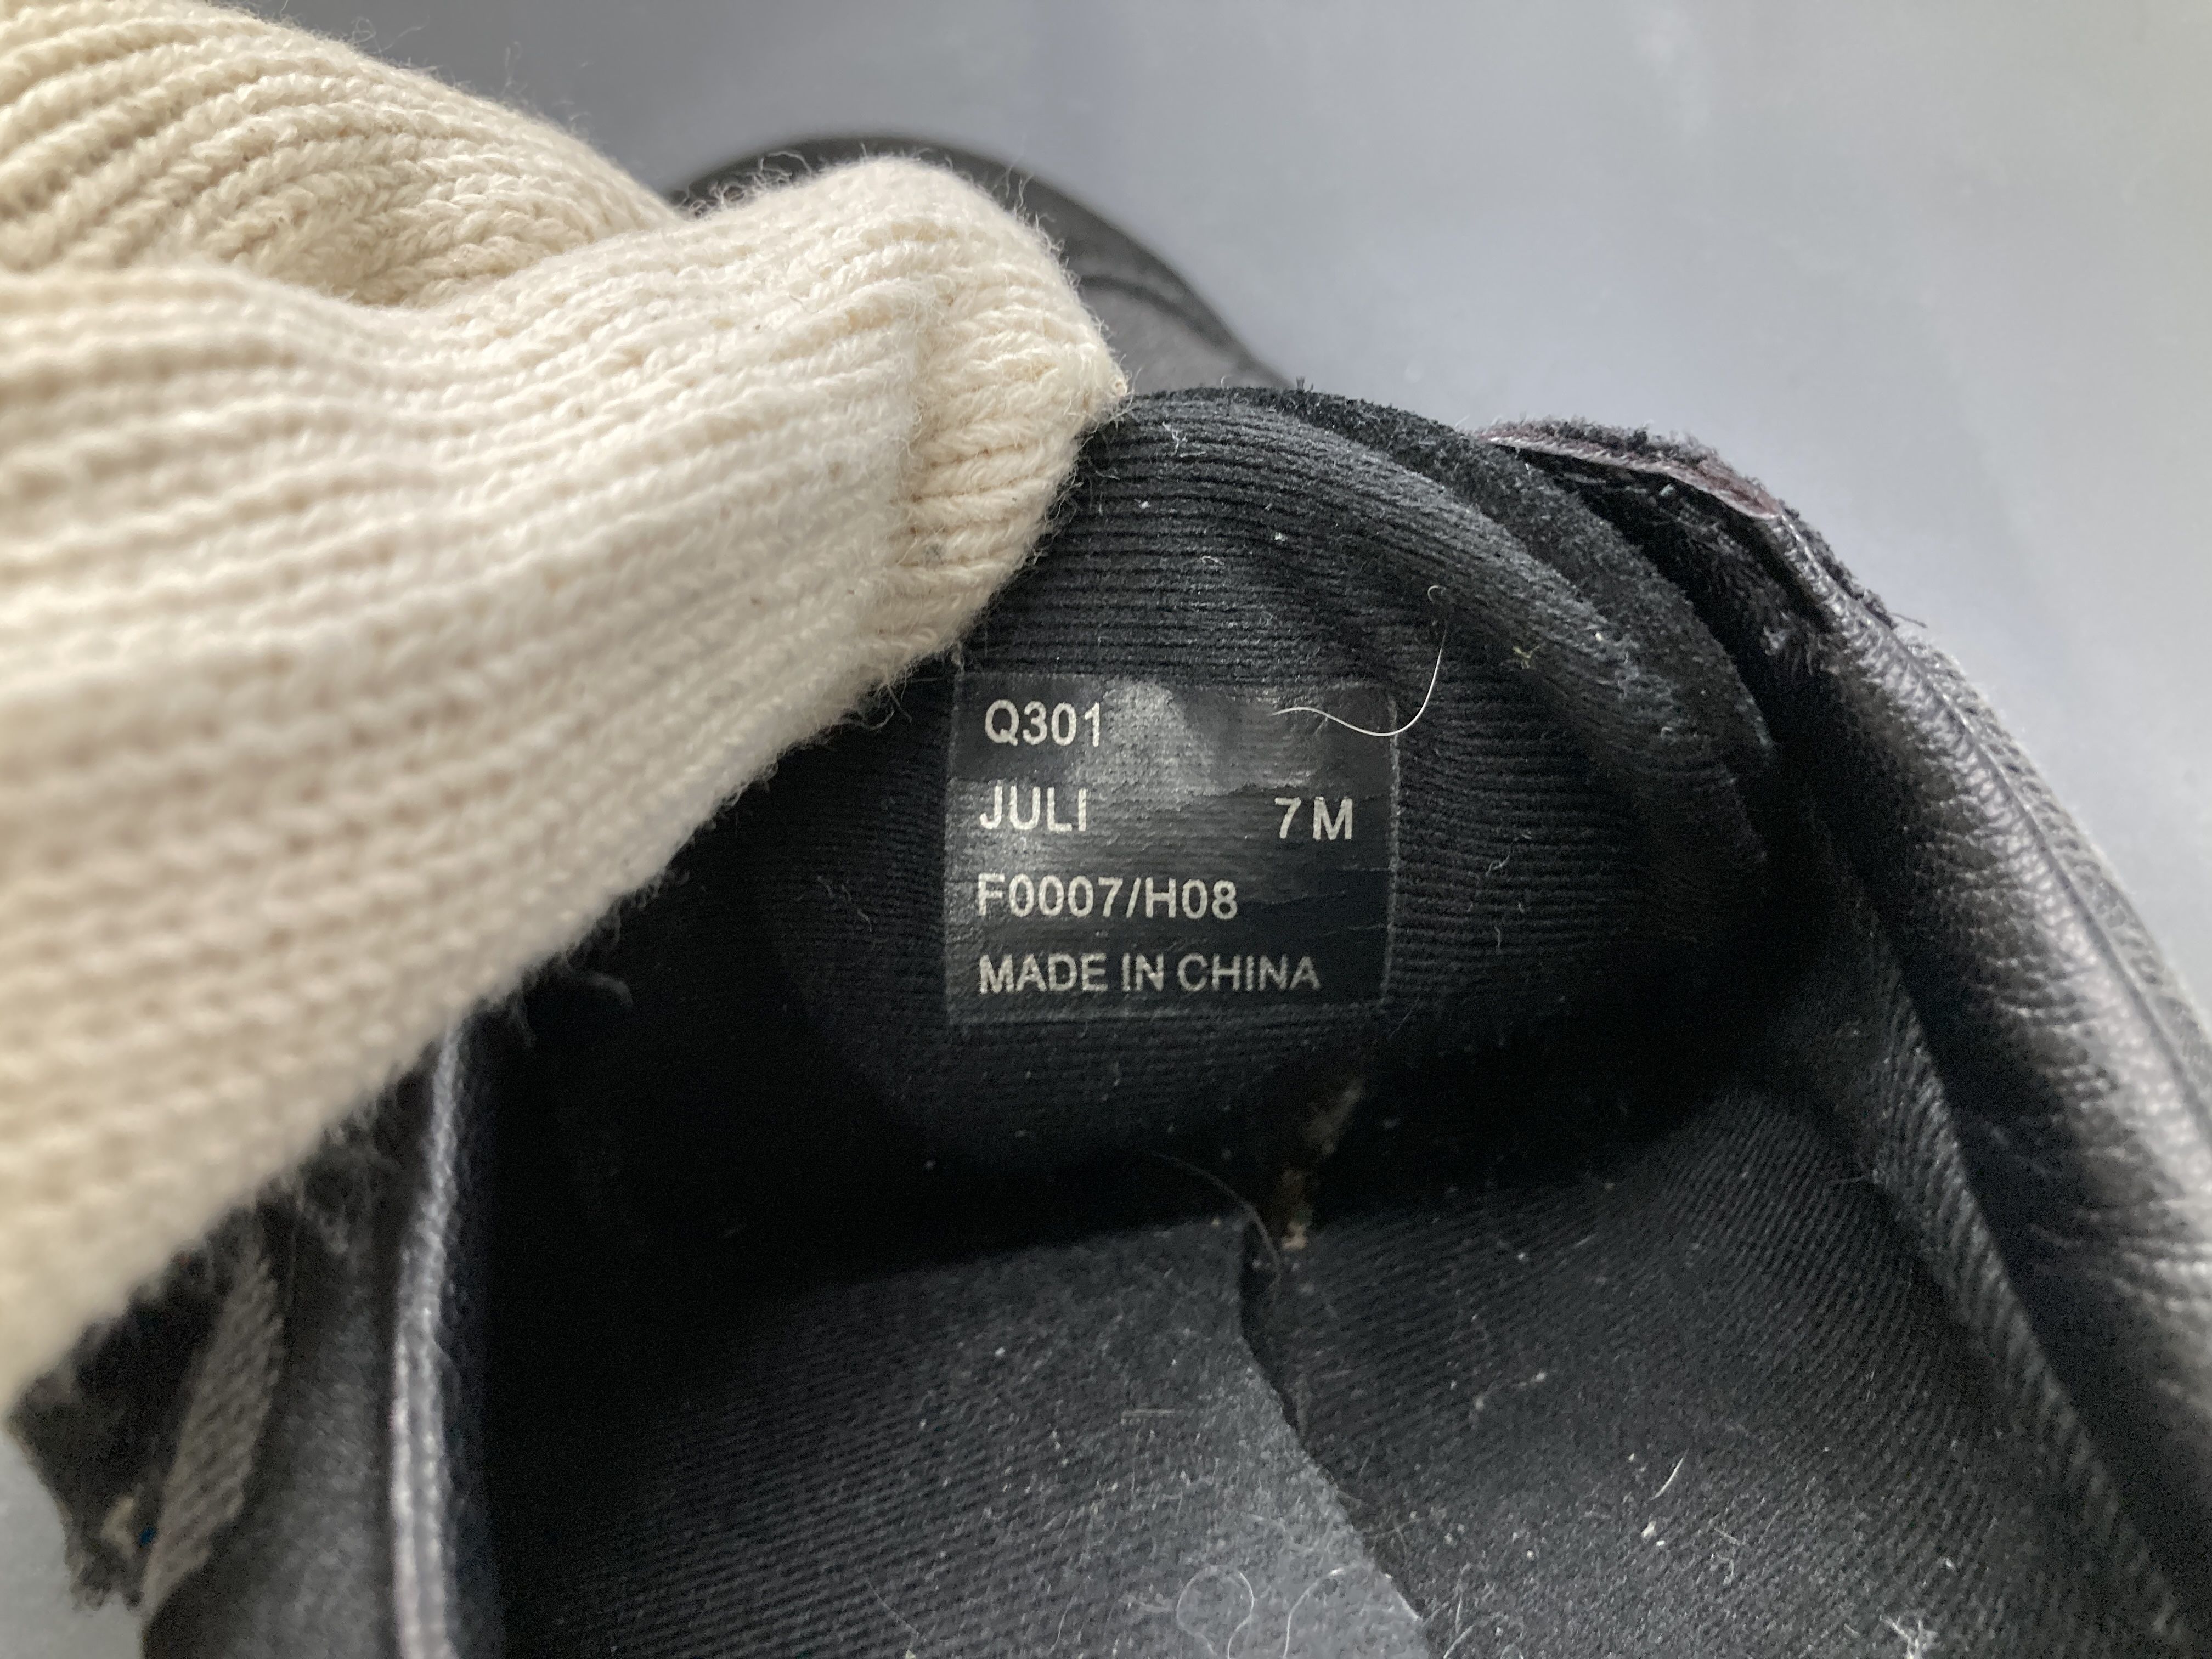 Q301
JULI 7M
F0007/H08
MADE IN CHINA